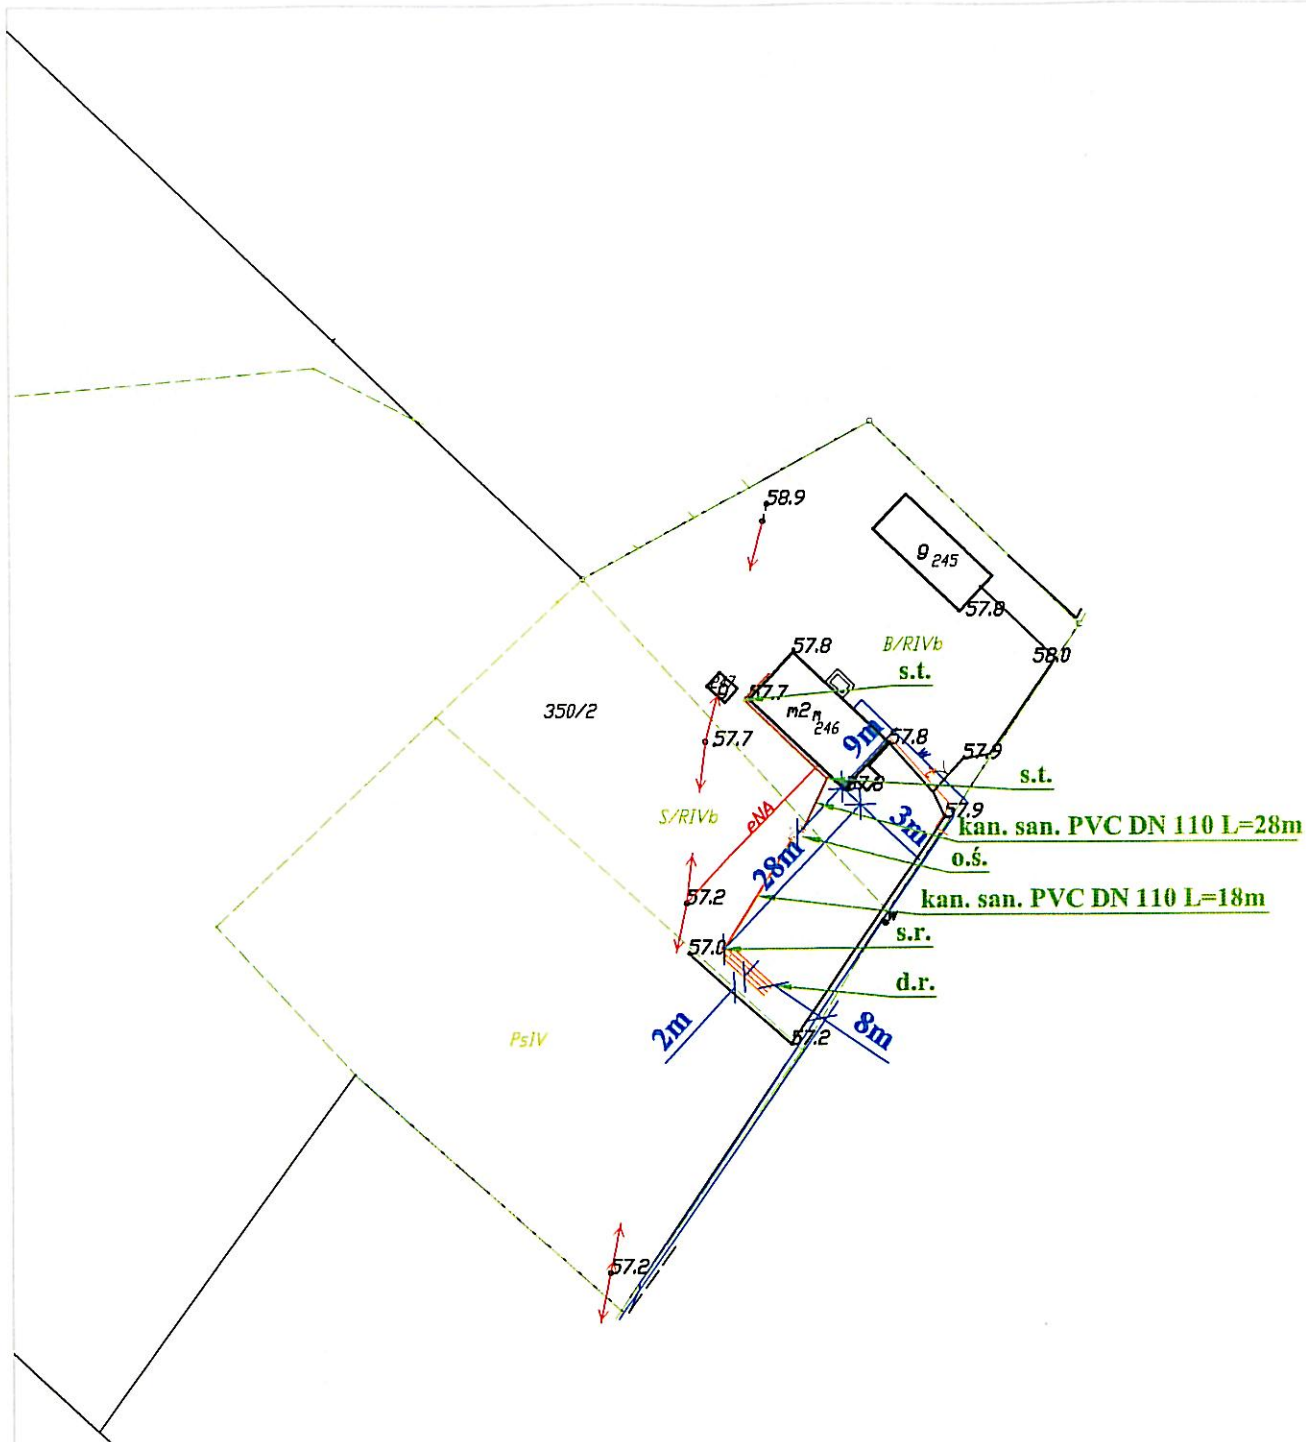 58.9
g 245
57.8
58.0
B/RIVb
57.8
s.t.
57.7
350/2
m2
246
57.7
9m
57.8
w
57.9
s.t.
57.8
57.9
S/RIVb
eNA
3m
kan. san. PVC DN 110 L=28m
o.ś.
28m
kan. san. PVC DN 110 L=18m
57.2
s.r.
57.0
d.r.
2m
8m
57.2
PsIV
57.2